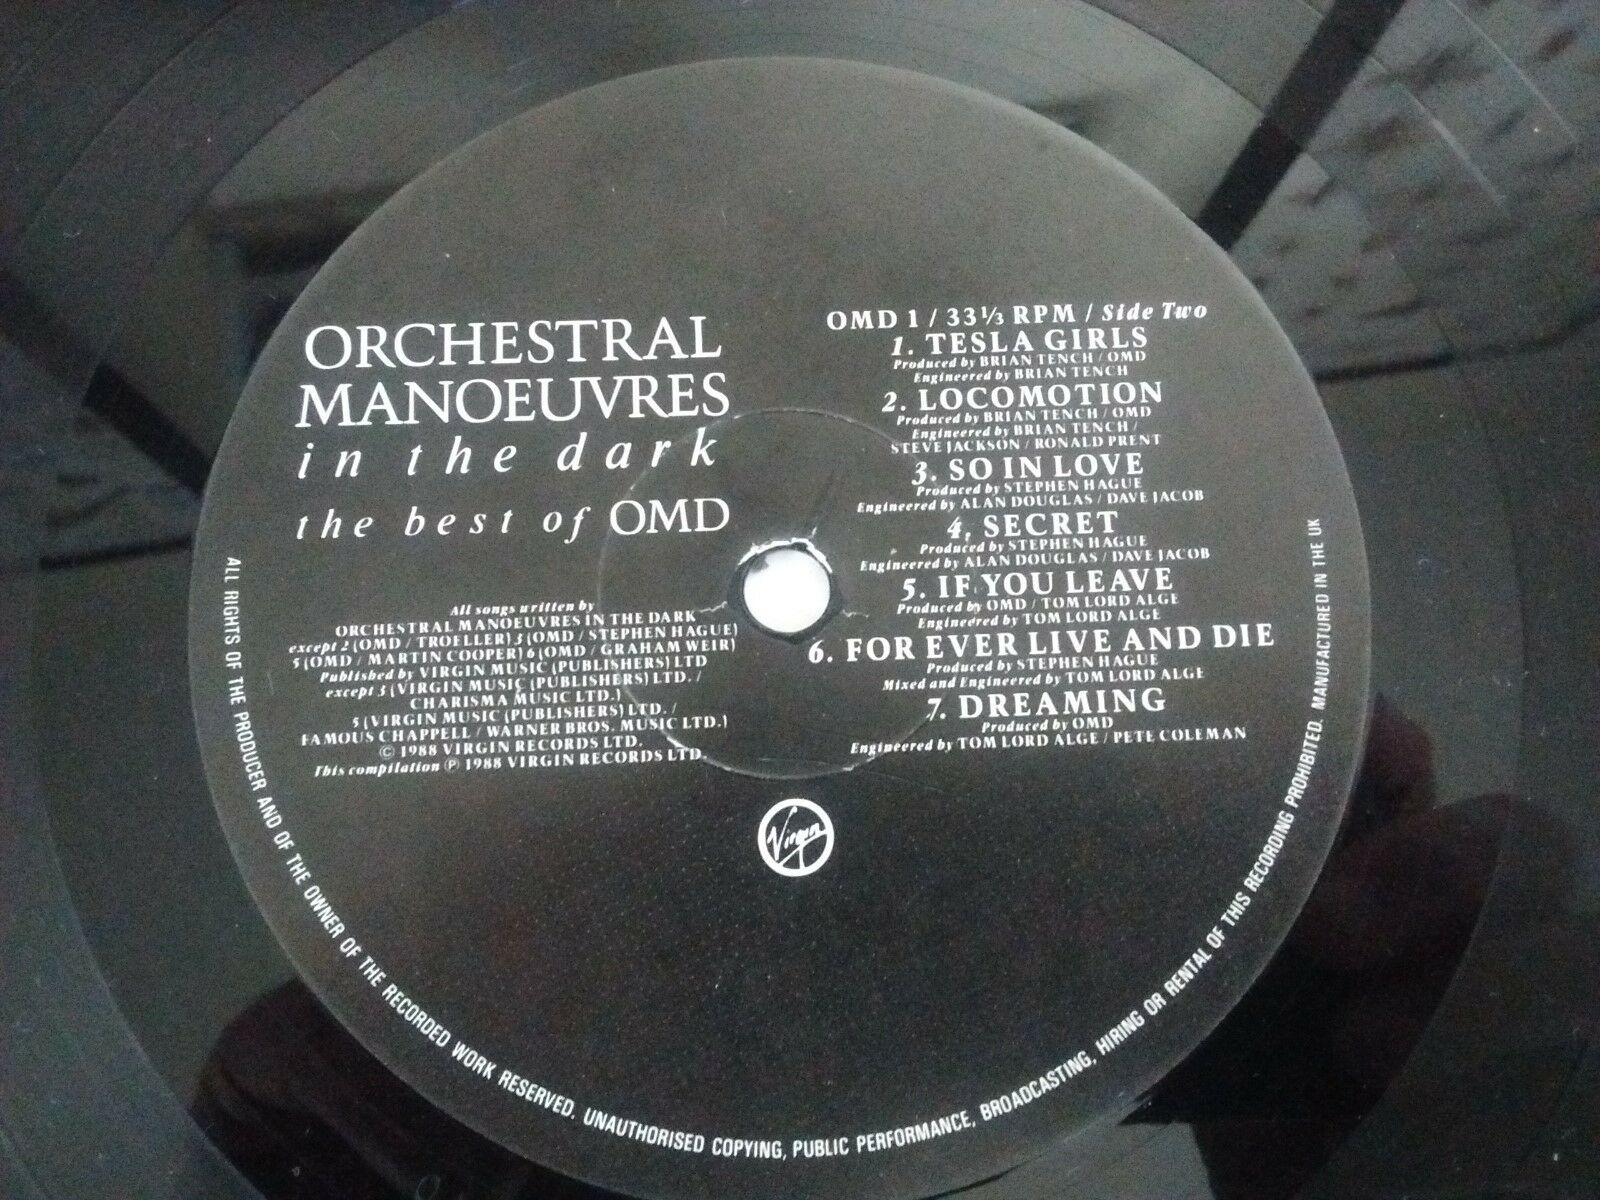 ORCHESTRAL
MANOEUVRES
in the dark
the best of OMD
All songs written by
ORCHESTRAL MANOEUVRES IN THE DARK
except 2 (OMD / TROELLER) 3 (OMD / STEPHEN HAGUE)
5 (OMD / MARTIN COOPER) 6 (OMD / GRAHAM WEIR)
Published by VIRGIN MUSIC (PUBLISHERS) LTD
except 3 (VIRGIN MUSIC (PUBLISHERS) LTD. /
CHARISMA MUSIC LTD.)
5 (VIRGIN MUSIC (PUBLISHERS) LTD. /
FAMOUS CHAPPELL / WARNER BROS. MUSIC LTD.)
© 1988 VIRGIN RECORDS LTD.
This compilation ℗ 1988 VIRGIN RECORDS LTD.
OMD 1 / 33⅓ RPM / Side Two
1. TESLA GIRLS
Produced by BRIAN TENCH / OMD
Engineered by BRIAN TENCH
2. LOCOMOTION
Produced by BRIAN TENCH / OMD
Engineered by BRIAN TENCH /
STEVE JACKSON / RONALD PRENT
3. SO IN LOVE
Produced by STEPHEN HAGUE
Engineered by ALAN DOUGLAS / DAVE JACOB
4. SECRET
Produced by STEPHEN HAGUE
Engineered by ALAN DOUGLAS / DAVE JACOB
5. IF YOU LEAVE
Produced by OMD / TOM LORD ALGE
Engineered by TOM LORD ALGE
6. FOR EVER LIVE AND DIE
Produced by STEPHEN HAGUE
Mixed and Engineered by TOM LORD ALGE
7. DREAMING
Produced by OMD
Engineered by TOM LORD ALGE / PETE COLEMAN
Virgin
ALL RIGHTS OF THE PRODUCER AND OF THE OWNER OF THE RECORDED WORK RESERVED. UNAUTHORISED COPYING, PUBLIC PERFORMANCE, BROADCASTING, HIRING OR RENTAL OF THIS RECORDING PROHIBITED. MANUFACTURED IN THE UK